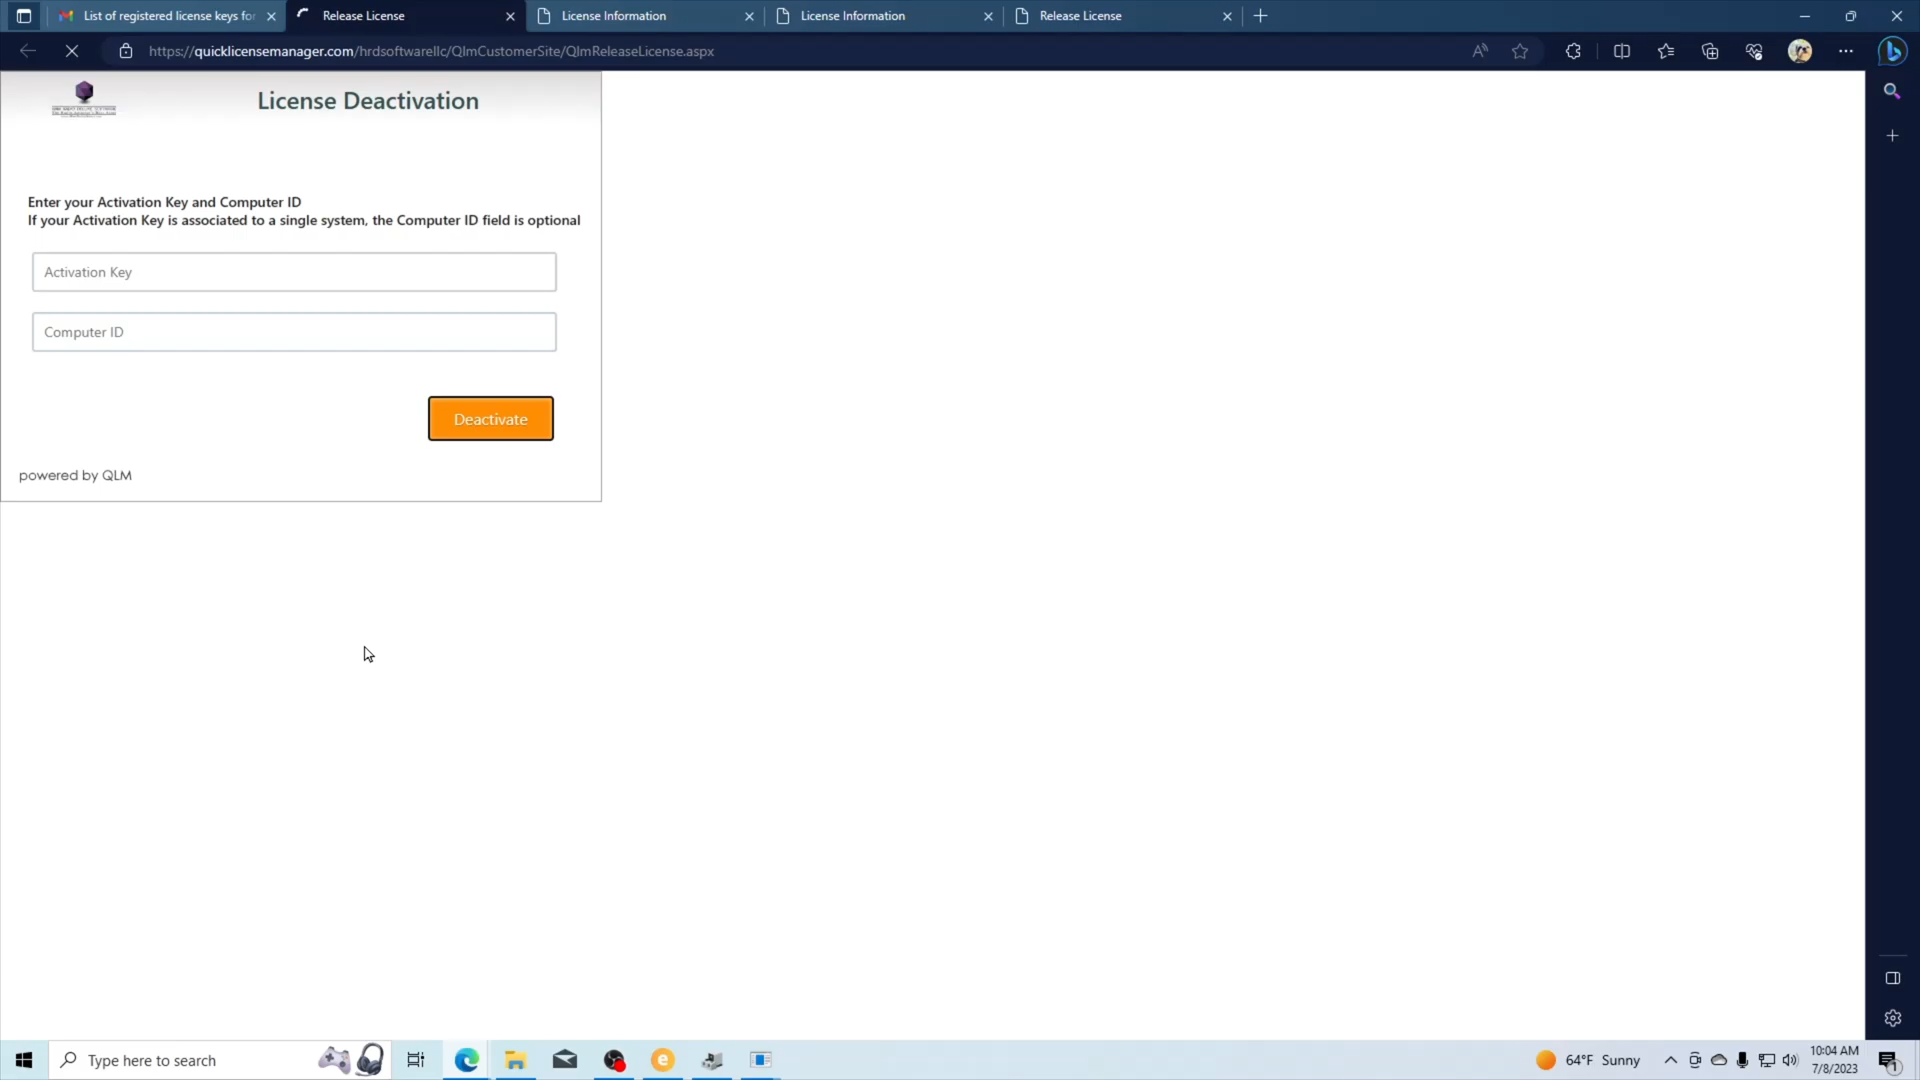 List of registered license keys for
Release License
License Information
License Information
Release License
https://quicklicensemanager.com/hrdsoftwarellc/QlmCustomerSite/QlmReleaseLicense.aspx
License Deactivation
Enter your Activation Key and Computer ID
If your Activation Key is associated to a single system, the Computer ID field is optional
Activation Key
Computer ID
Deactivate
powered by QLM
Type here to search
64°F Sunny
10:04 AM
7/8/2023